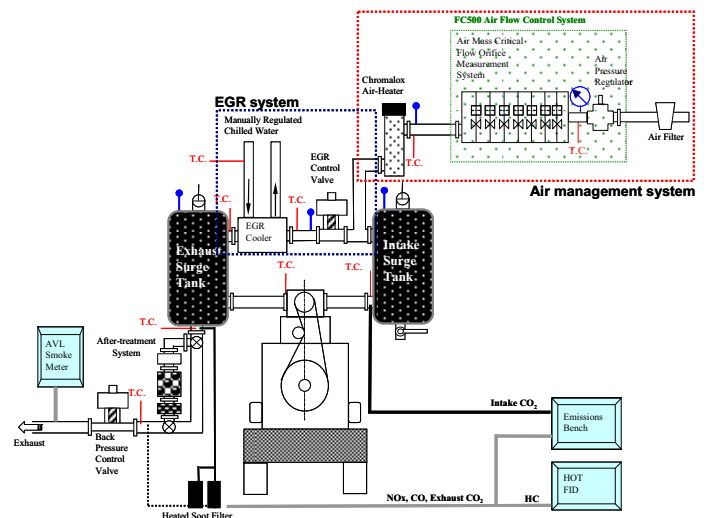 FC500 Air Flow Control System
Air Mass Critical
Flow Orifice
Measurement
System
Air
Pressure
Regulator
Chromalox
Air-Heater
T.C.
T.C.
Air Filter
Air management system
EGR system
Manually Regulated
Chilled Water
T.C.
EGR
Control
Valve
T.C.
T.C.
EGR
Cooler
Exhaust
Surge
Tank
Intake
Surge
Tank
T.C.
T.C.
T.C.
After-treatment
System
AVL
Smoke
Meter
T.C.
Exhaust
Back
Pressure
Control
Valve
Intake CO2
Emissions
Bench
HOT
FID
NOx, CO, Exhaust CO2
HC
Heated Soot Filter